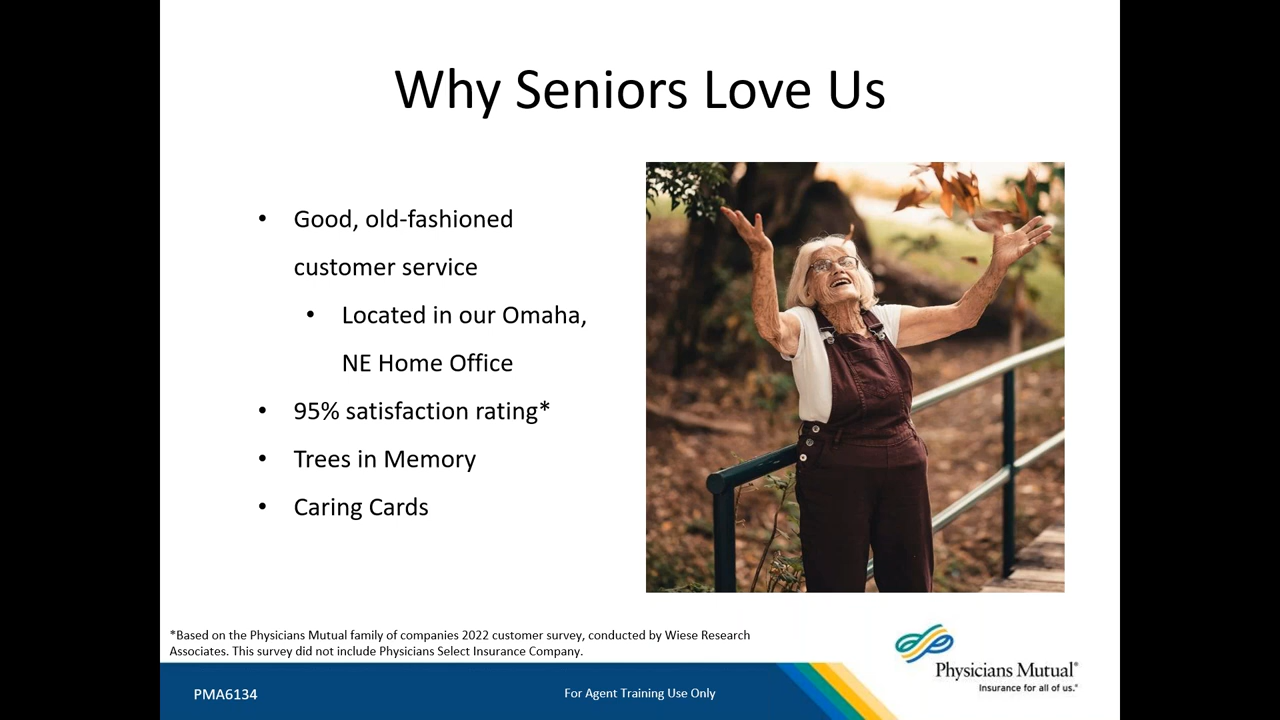 Why Seniors Love Us
• Good, old-fashioned
customer service
• Located in our Omaha,
NE Home Office
• 95% satisfaction rating*
• Trees in Memory
• Caring Cards
*Based on the Physicians Mutual family of companies 2022 customer survey, conducted by Wiese Research
Associates. This survey did not include Physicians Select Insurance Company.
Physicians Mutual®
Insurance for all of us.®
PMA6134
For Agent Training Use Only